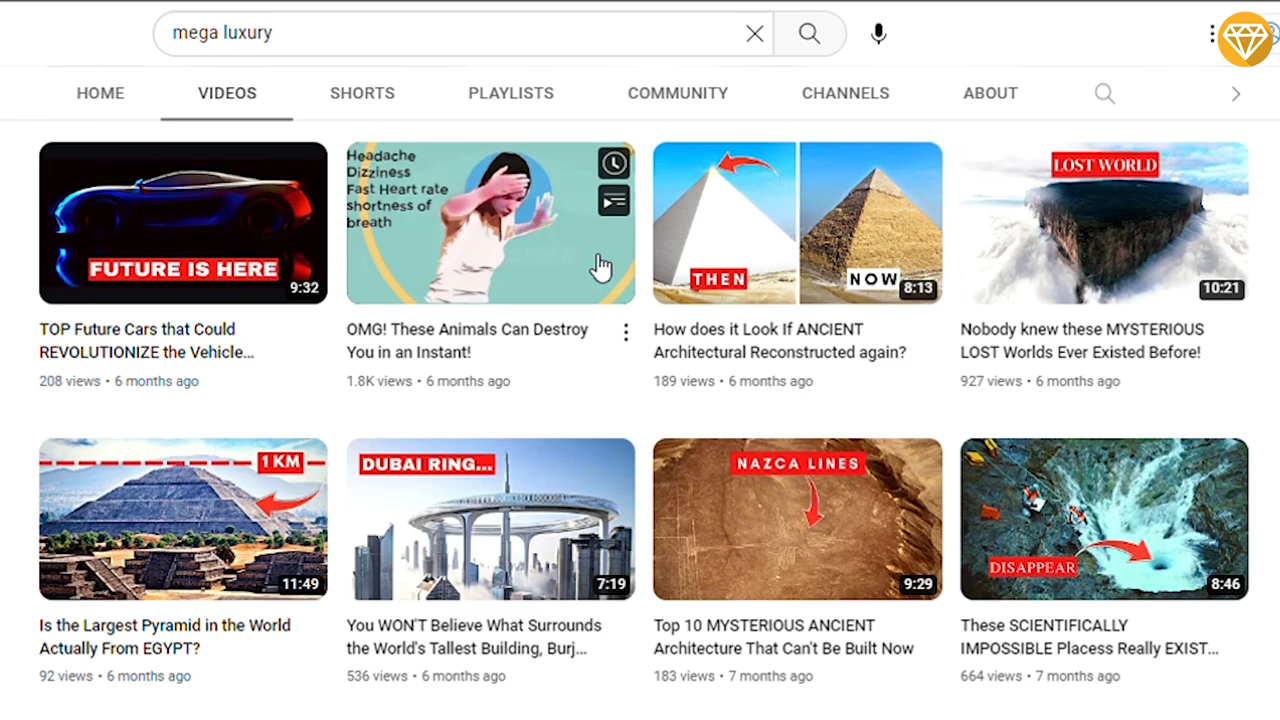 mega luxury
HOME VIDEOS SHORTS PLAYLISTS COMMUNITY CHANNELS ABOUT
FUTURE IS HERE
9:32
Headache
Dizziness
Fast Heart rate
shortness of
breath
THEN
NOW
8:13
LOST WORLD
10:21
TOP Future Cars that Could
REVOLUTIONIZE the Vehicle...
208 views • 6 months ago
OMG! These Animals Can Destroy
You in an Instant!
1.8K views • 6 months ago
How does it Look If ANCIENT
Architectural Reconstructed again?
189 views • 6 months ago
Nobody knew these MYSTERIOUS
LOST Worlds Ever Existed Before!
927 views • 6 months ago
1 KM
11:49
DUBAI RING...
7:19
NAZCA LINES
9:29
DISAPPEAR
8:46
Is the Largest Pyramid in the World
Actually From EGYPT?
92 views • 6 months ago
You WON'T Believe What Surrounds
the World's Tallest Building, Burj...
536 views • 6 months ago
Top 10 MYSTERIOUS ANCIENT
Architecture That Can't Be Built Now
183 views • 7 months ago
These SCIENTIFICALLY
IMPOSSIBLE Placess Really EXIST...
664 views • 7 months ago